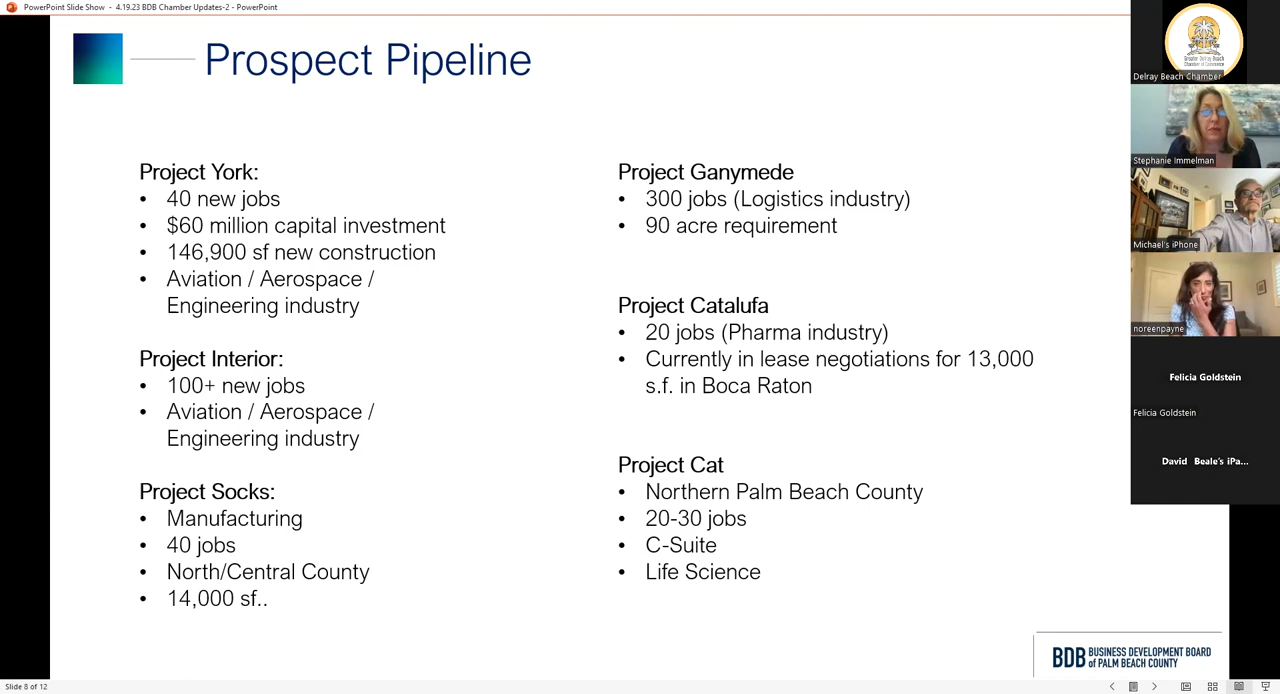 PowerPoint Slide Show - 4.19.23 BDB Chamber Updates-2 - PowerPoint
Prospect Pipeline
Project York:
• 40 new jobs
• $60 million capital investment
• 146,900 sf new construction
• Aviation / Aerospace /
Engineering industry
Project Interior:
• 100+ new jobs
• Aviation / Aerospace /
Engineering industry
Project Socks:
• Manufacturing
• 40 jobs
• North/Central County
• 14,000 sf..
Project Ganymede
• 300 jobs (Logistics industry)
• 90 acre requirement
Project Catalufa
• 20 jobs (Pharma industry)
• Currently in lease negotiations for 13,000
s.f. in Boca Raton
Project Cat
• Northern Palm Beach County
• 20-30 jobs
• C-Suite
• Life Science
BDB BUSINESS DEVELOPMENT BOARD
of PALM BEACH COUNTY
Greater Delray Beach
Chamber of Commerce
Delray Beach Chamber
Stephanie Immelman
Michael's iPhone
noreenpayne
Felicia Goldstein
Felicia Goldstein
David Beale's iPa...
Slide 8 of 12